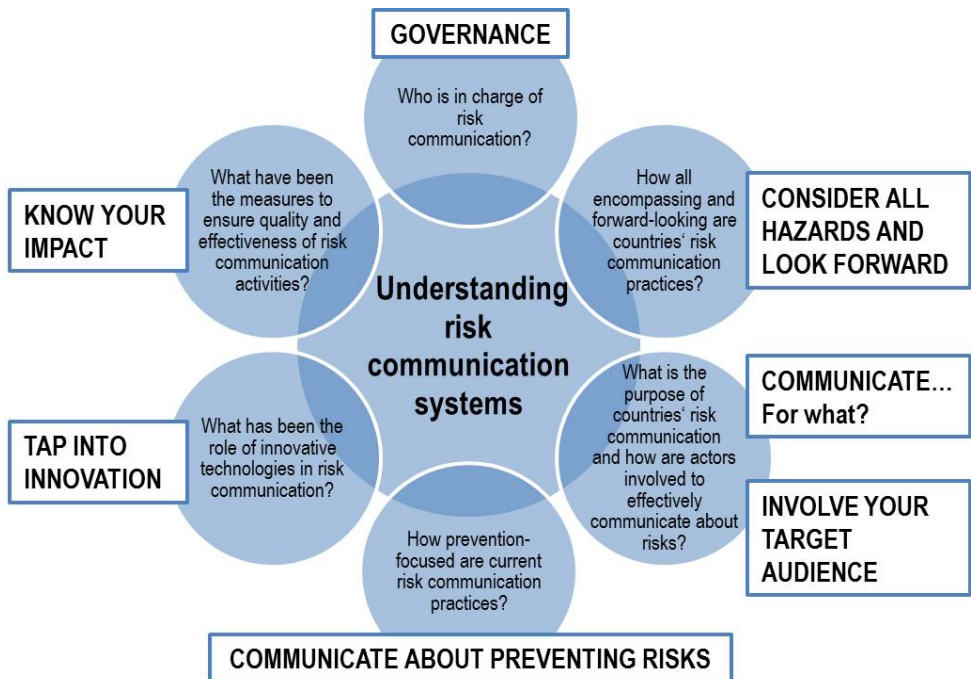 GOVERNANCE
Who is in charge of
risk
communication?
How all
encompassing and
forward-looking are
countries‘ risk
communication
practices?
CONSIDER ALL
HAZARDS AND
LOOK FORWARD
What is the
purpose of
countries‘ risk
communication
and how are actors
involved to
effectively
communicate about
risks?
COMMUNICATE…
For what?
INVOLVE YOUR
TARGET
AUDIENCE
How prevention-
focused are current
risk communication
practices?
COMMUNICATE ABOUT PREVENTING RISKS
What has been the
role of innovative
technologies in risk
communication?
TAP INTO
INNOVATION
What have been
the measures to
ensure quality and
effectiveness of risk
communication
activities?
KNOW YOUR
IMPACT
Understanding
risk
communication
systems